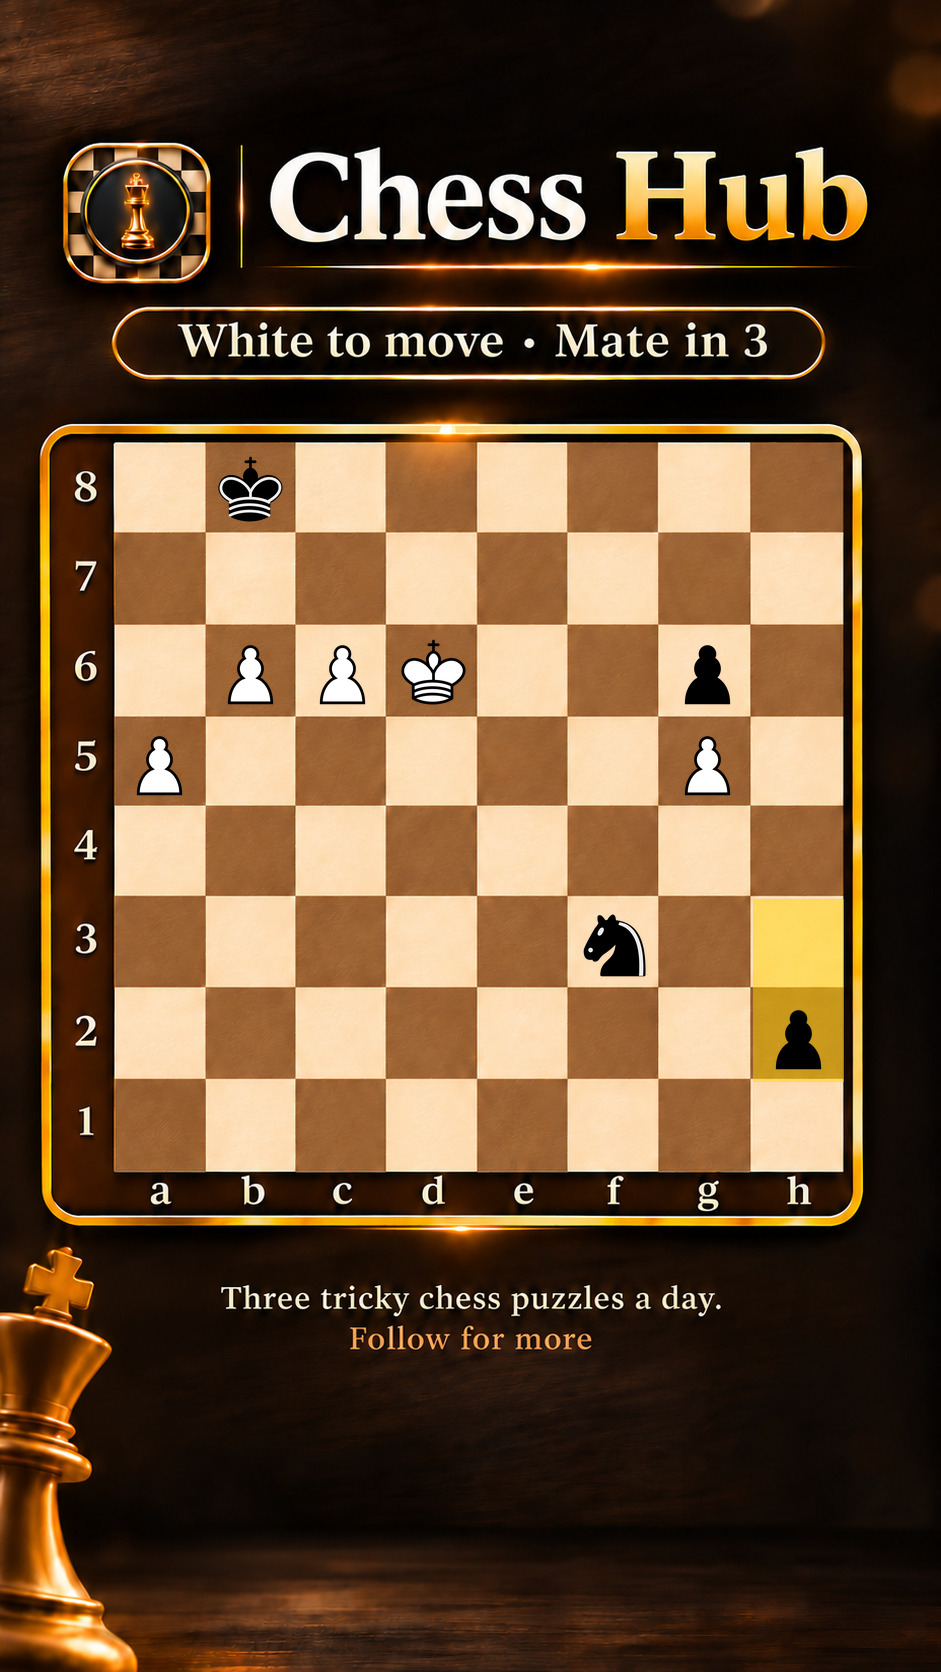 Chess Hub
White to move • Mate in 3
8
7
6
5
4
3
2
1
a b c d e f g h
Three tricky chess puzzles a day.
Follow for more